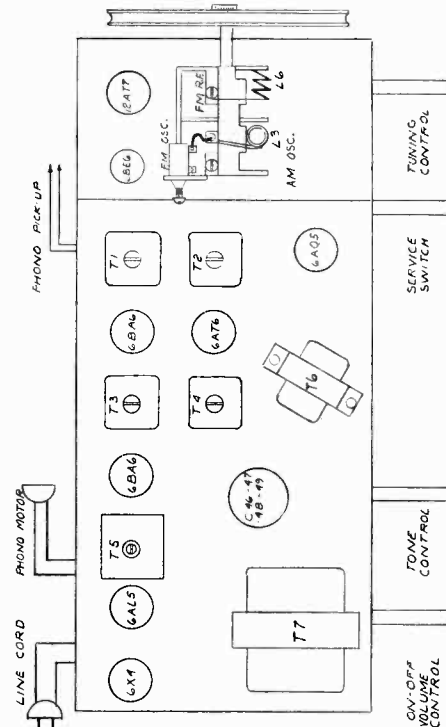 12AT7
6BE6
FM OSC.
FM R.F.
L6
L3
AM OSC.
PHONO PICK-UP
TUNING
CONTROL
T1
T2
6AQ5
SERVICE
SWITCH
6BA6
6AT6
T3
T4
T6
PHONO MOTOR
6BA6
C 46-47
-48-49
TONE
CONTROL
T5
6AL5
T7
LINE CORD
6X4
ON-OFF
VOLUME
CONTROL